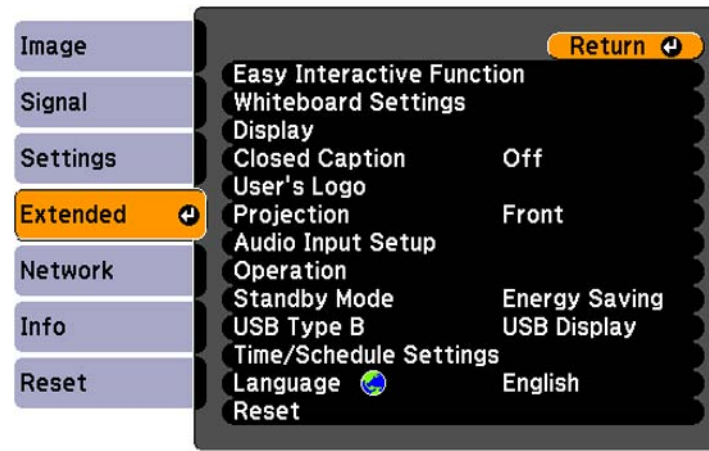 Image
Signal
Settings
Extended
Network
Info
Reset
Return
Easy Interactive Function
Whiteboard Settings
Display
Closed Caption Off
User's Logo
Projection Front
Audio Input Setup
Operation
Standby Mode Energy Saving
USB Type B USB Display
Time/Schedule Settings
Language English
Reset